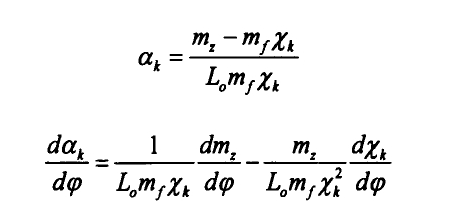 α_k = (m_z − m_f χ_k) / (L_o m_f χ_k)
dα_k/dφ = 1/(L_o m_f χ_k) dm_z/dφ − m_z/(L_o m_f χ_k^2) dχ_k/dφ